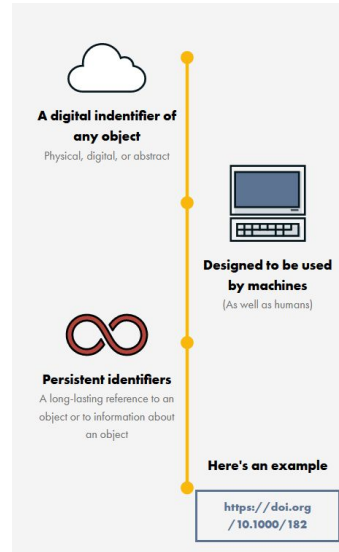 A digital indentifier of
any object
Physical, digital, or abstract
Designed to be used
by machines
(As well as humans)
Persistent identifiers
A long-lasting reference to an
object or to information about
an object
Here's an example
https://doi.org
/10.1000/182